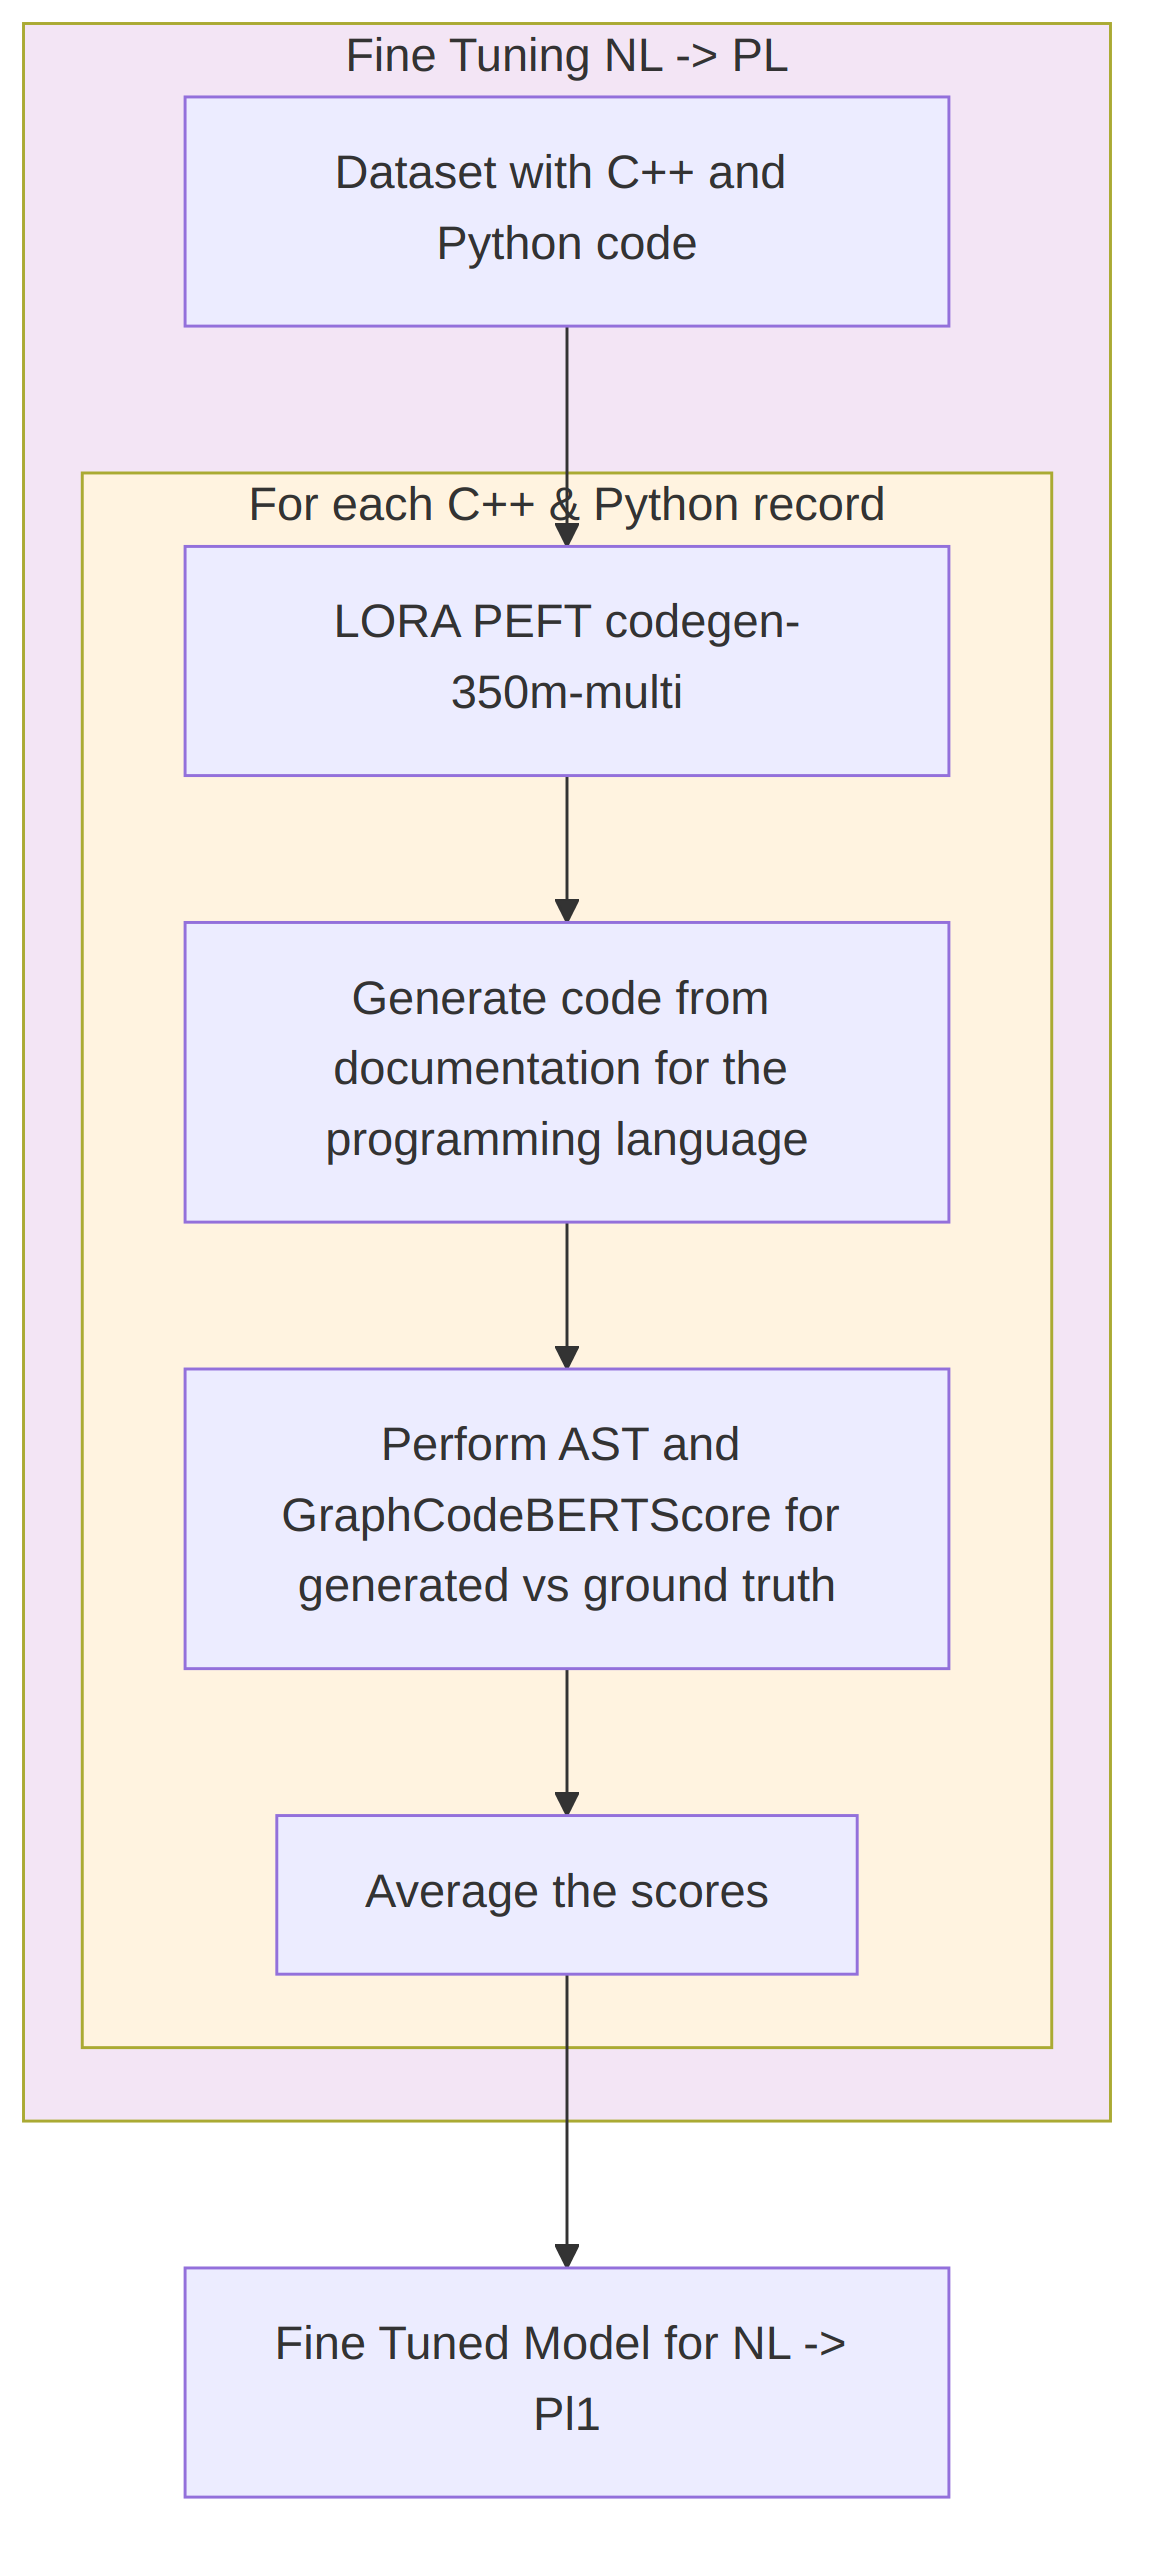 Fine Tuning NL -> PL
Dataset with C++ and
Python code
For each C++ & Python record
LORA PEFT codegen-
350m-multi
Generate code from
documentation for the
programming language
Perform AST and
GraphCodeBERTScore for
generated vs ground truth
Average the scores
Fine Tuned Model for NL ->
Pl1